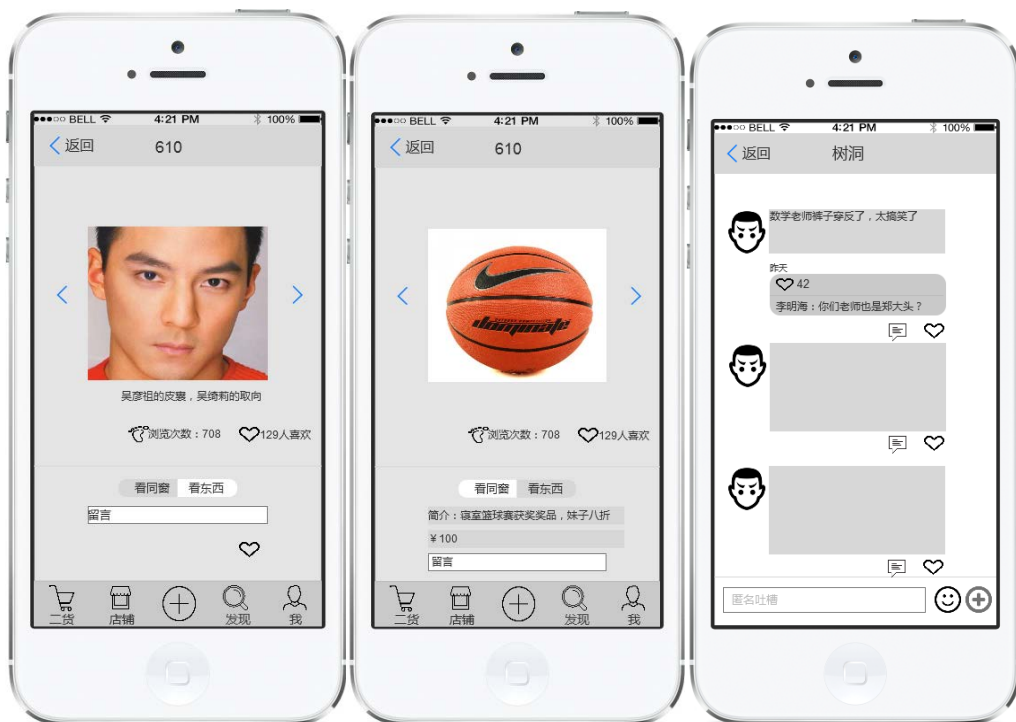 BELL 4:21 PM 100%
返回 610
吴彦祖的皮囊，吴绮莉的取向
浏览次数：708 129人喜欢
看同窗 看东西
留言
二货 店铺 发现 我
BELL 4:21 PM 100%
返回 610
dominate
浏览次数：708 129人喜欢
看同窗 看东西
简介：寝室篮球赛获奖奖品，妹子八折
￥100
留言
二货 店铺 发现 我
BELL 4:21 PM 100%
返回 树洞
数学老师裤子穿反了，太搞笑了
昨天
42
李明海：你们老师也是郑大头？
匿名吐槽